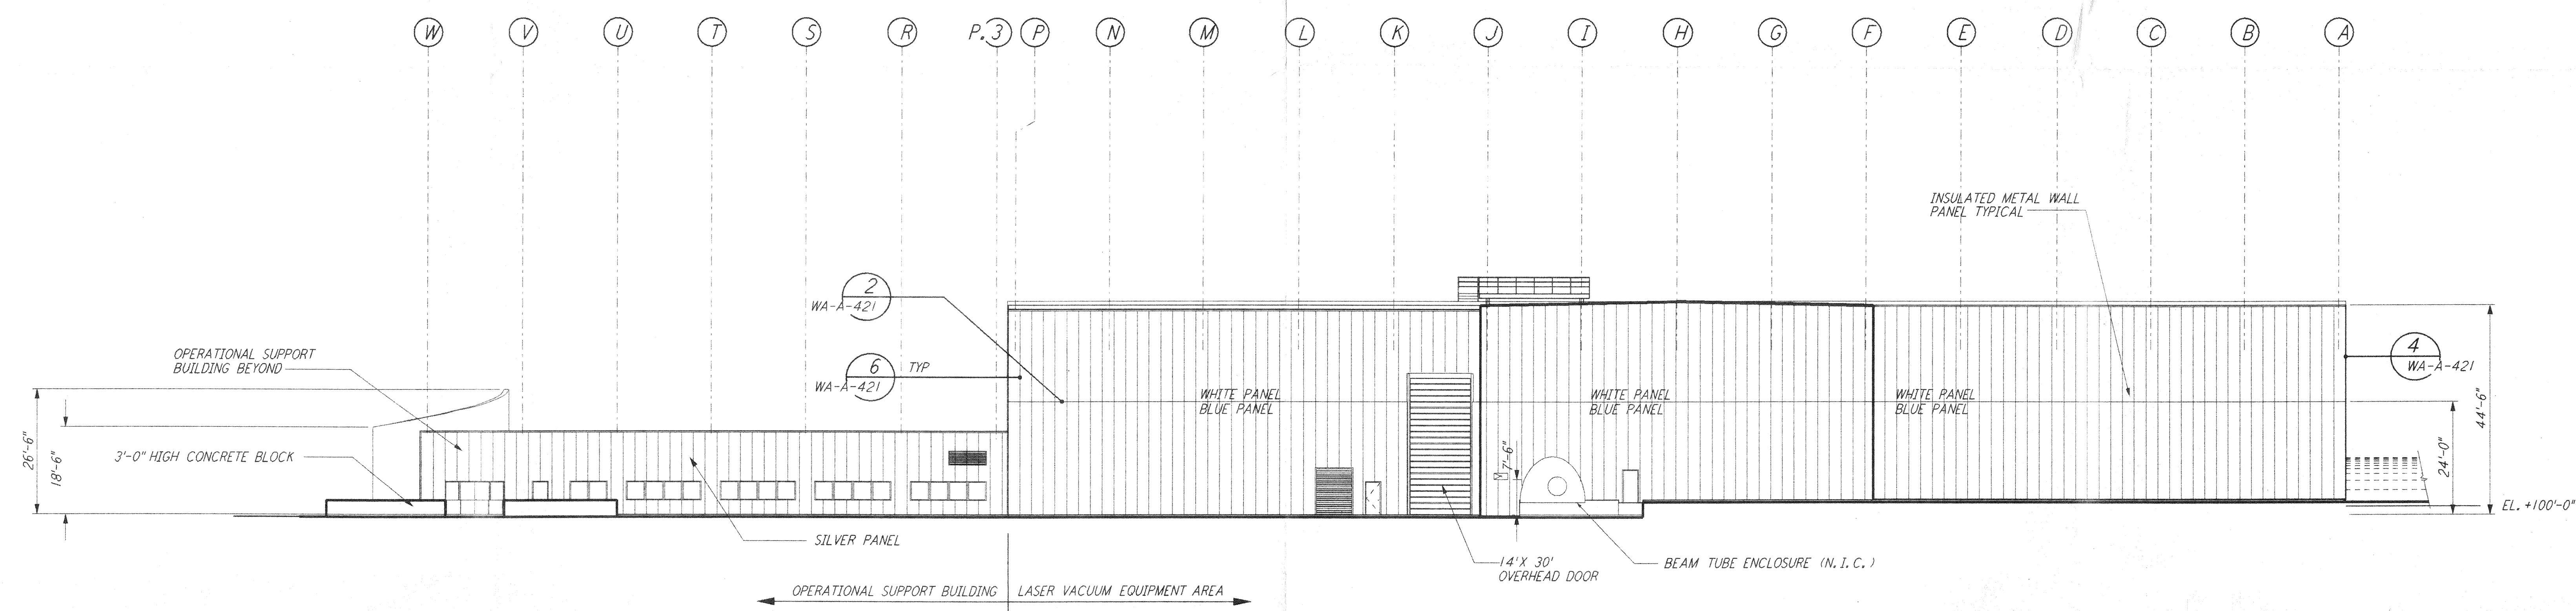 W V U T S R P.3 P N M L K J I H G F E D C B A
INSULATED METAL WALL
PANEL TYPICAL
2
WA-A-421
6 TYP
WA-A-421
4
WA-A-421
OPERATIONAL SUPPORT
BUILDING BEYOND
WHITE PANEL
BLUE PANEL
WHITE PANEL
BLUE PANEL
WHITE PANEL
BLUE PANEL
26'-6"
18'-6"
3'-0" HIGH CONCRETE BLOCK
7'-6"
44'-6"
24'-0"
EL. +100'-0"
SILVER PANEL
14' X 30'
OVERHEAD DOOR
BEAM TUBE ENCLOSURE (N.I.C.)
OPERATIONAL SUPPORT BUILDING
LASER VACUUM EQUIPMENT AREA